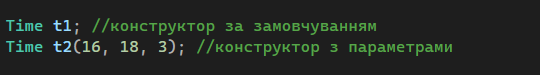 Time t1; //конструктор за замовчуванням
Time t2(16, 18, 3); //конструктор з параметрами